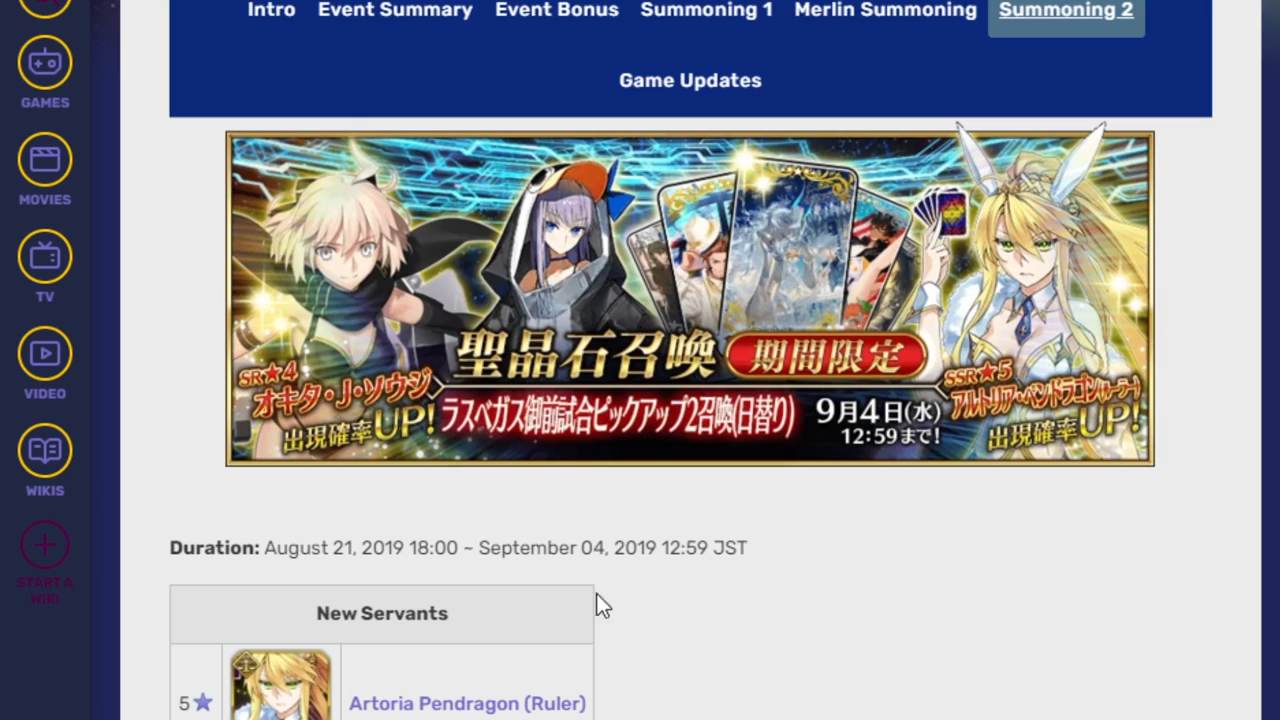 Intro Event Summary Event Bonus Summoning 1 Merlin Summoning Summoning 2
Game Updates
GAMES
MOVIES
TV
VIDEO
WIKIS
START A
WIKI
聖晶石召喚 期間限定
SR★4
オキタ・J・ソウジ
出現確率UP!
ラスベガス御前試合ピックアップ2召喚(日替り)
9月4日(水)
12:59まで!
SSR★5
アルトリア・ペンドラゴン(ルーラー)
出現確率UP!
Duration: August 21, 2019 18:00 ~ September 04, 2019 12:59 JST
New Servants
5★ Artoria Pendragon (Ruler)